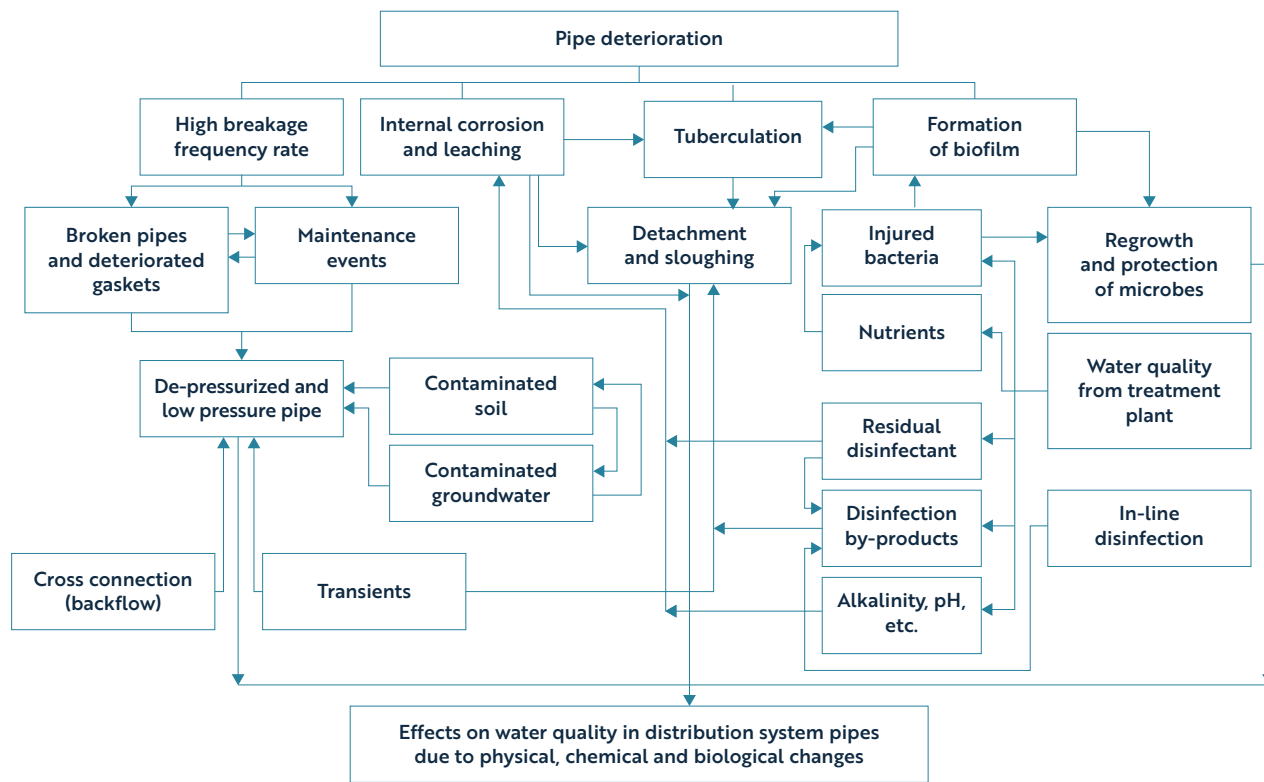 Pipe deterioration
High breakage
frequency rate
Internal corrosion
and leaching
Tuberculation
Formation
of biofilm
Broken pipes
and deteriorated
gaskets
Maintenance
events
Detachment
and sloughing
Injured
bacteria
Regrowth
and protection
of microbes
Nutrients
Water quality
from treatment
plant
De-pressurized and
low pressure pipe
Contaminated
soil
Residual
disinfectant
Contaminated
groundwater
Disinfection
by-products
In-line
disinfection
Cross connection
(backflow)
Transients
Alkalinity, pH,
etc.
Effects on water quality in distribution system pipes
due to physical, chemical and biological changes